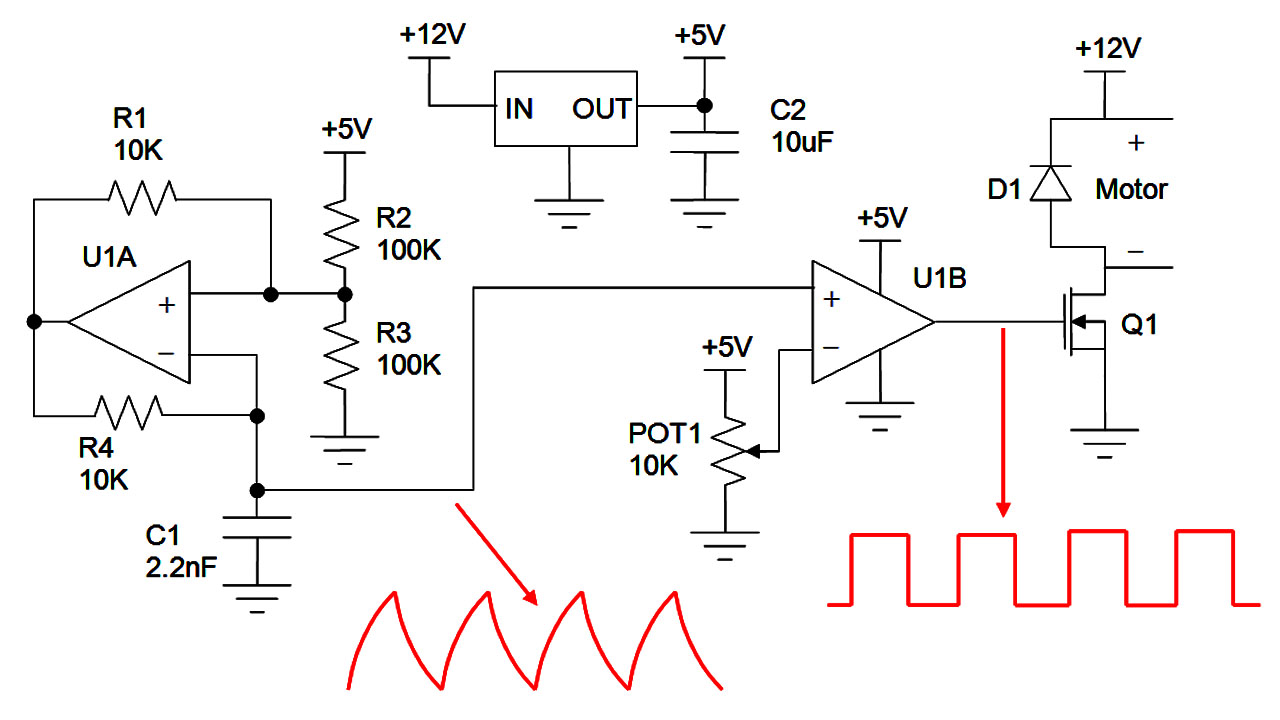 +12V
+5V
+12V
IN OUT
C2
10uF
R1
10K
+5V
+
D1
Motor
−
R2
100K
U1A
+
−
+5V
U1B
+
−
R3
100K
Q1
+5V
POT1
10K
R4
10K
C1
2.2nF